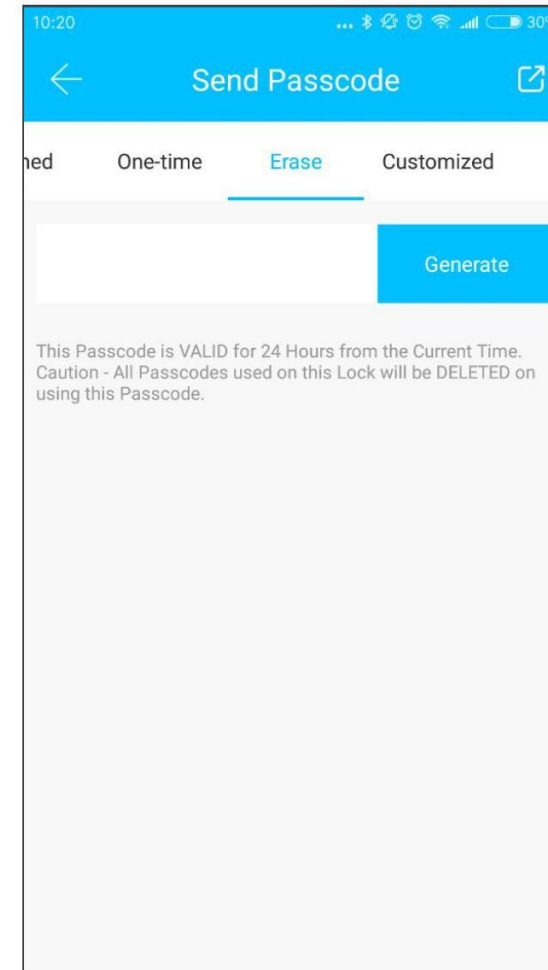 10:20
30%
Send Passcode
One-time
Erase
Customized
Generate
This Passcode is VALID for 24 Hours from the Current Time.
Caution - All Passcodes used on this Lock will be DELETED on
using this Passcode.